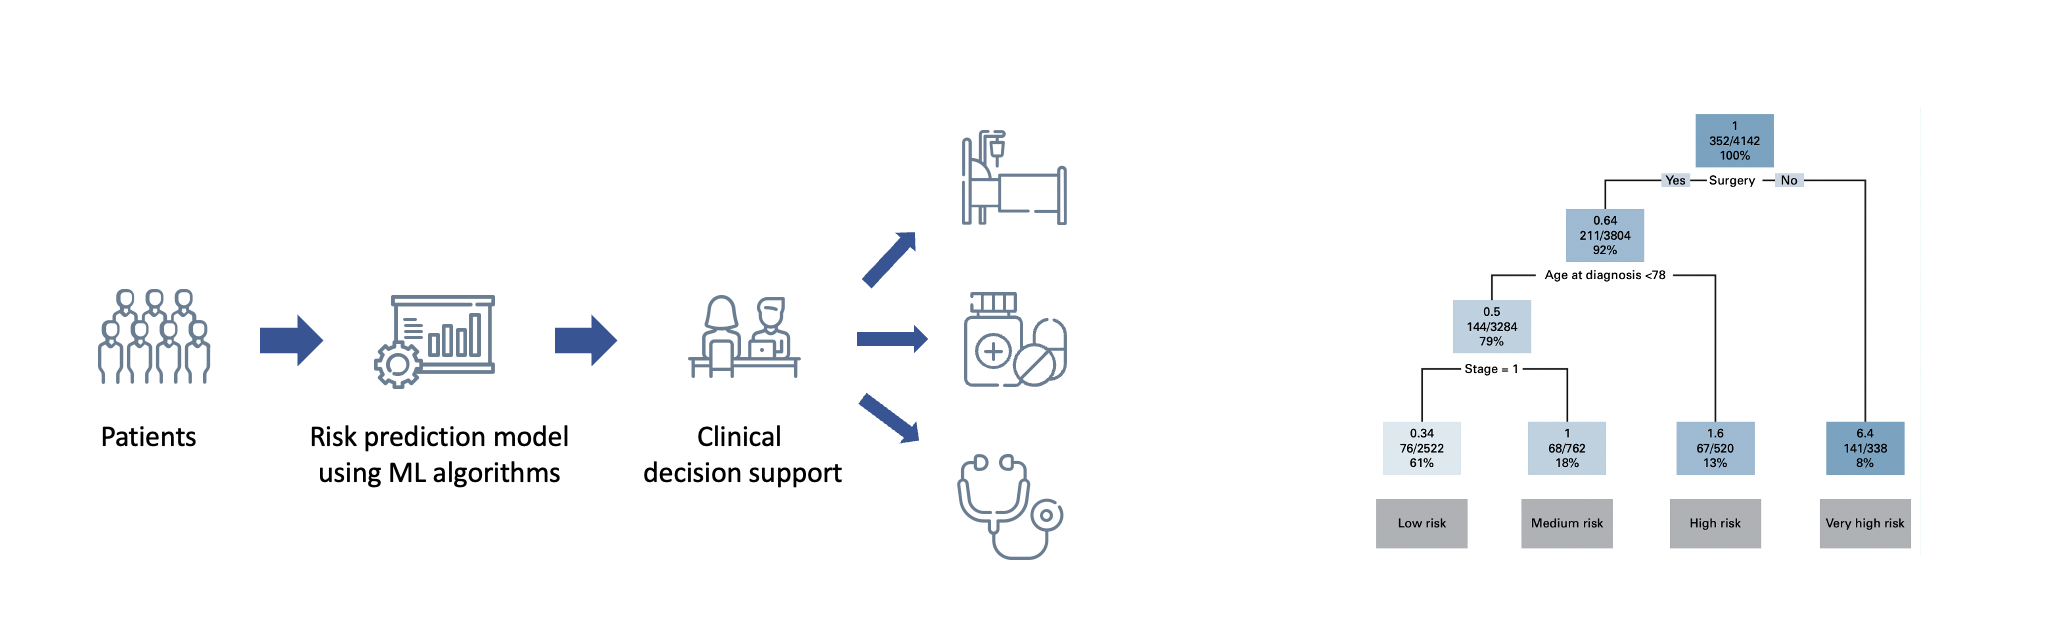 Patients
Risk prediction model
using ML algorithms
Clinical
decision support
1
352/4142
100%
Yes Surgery No
0.64
211/3804
92%
Age at diagnosis <78
0.5
144/3284
79%
Stage = 1
0.34
76/2522
61%
1
68/762
18%
1.6
67/520
13%
6.4
141/338
8%
Low risk
Medium risk
High risk
Very high risk